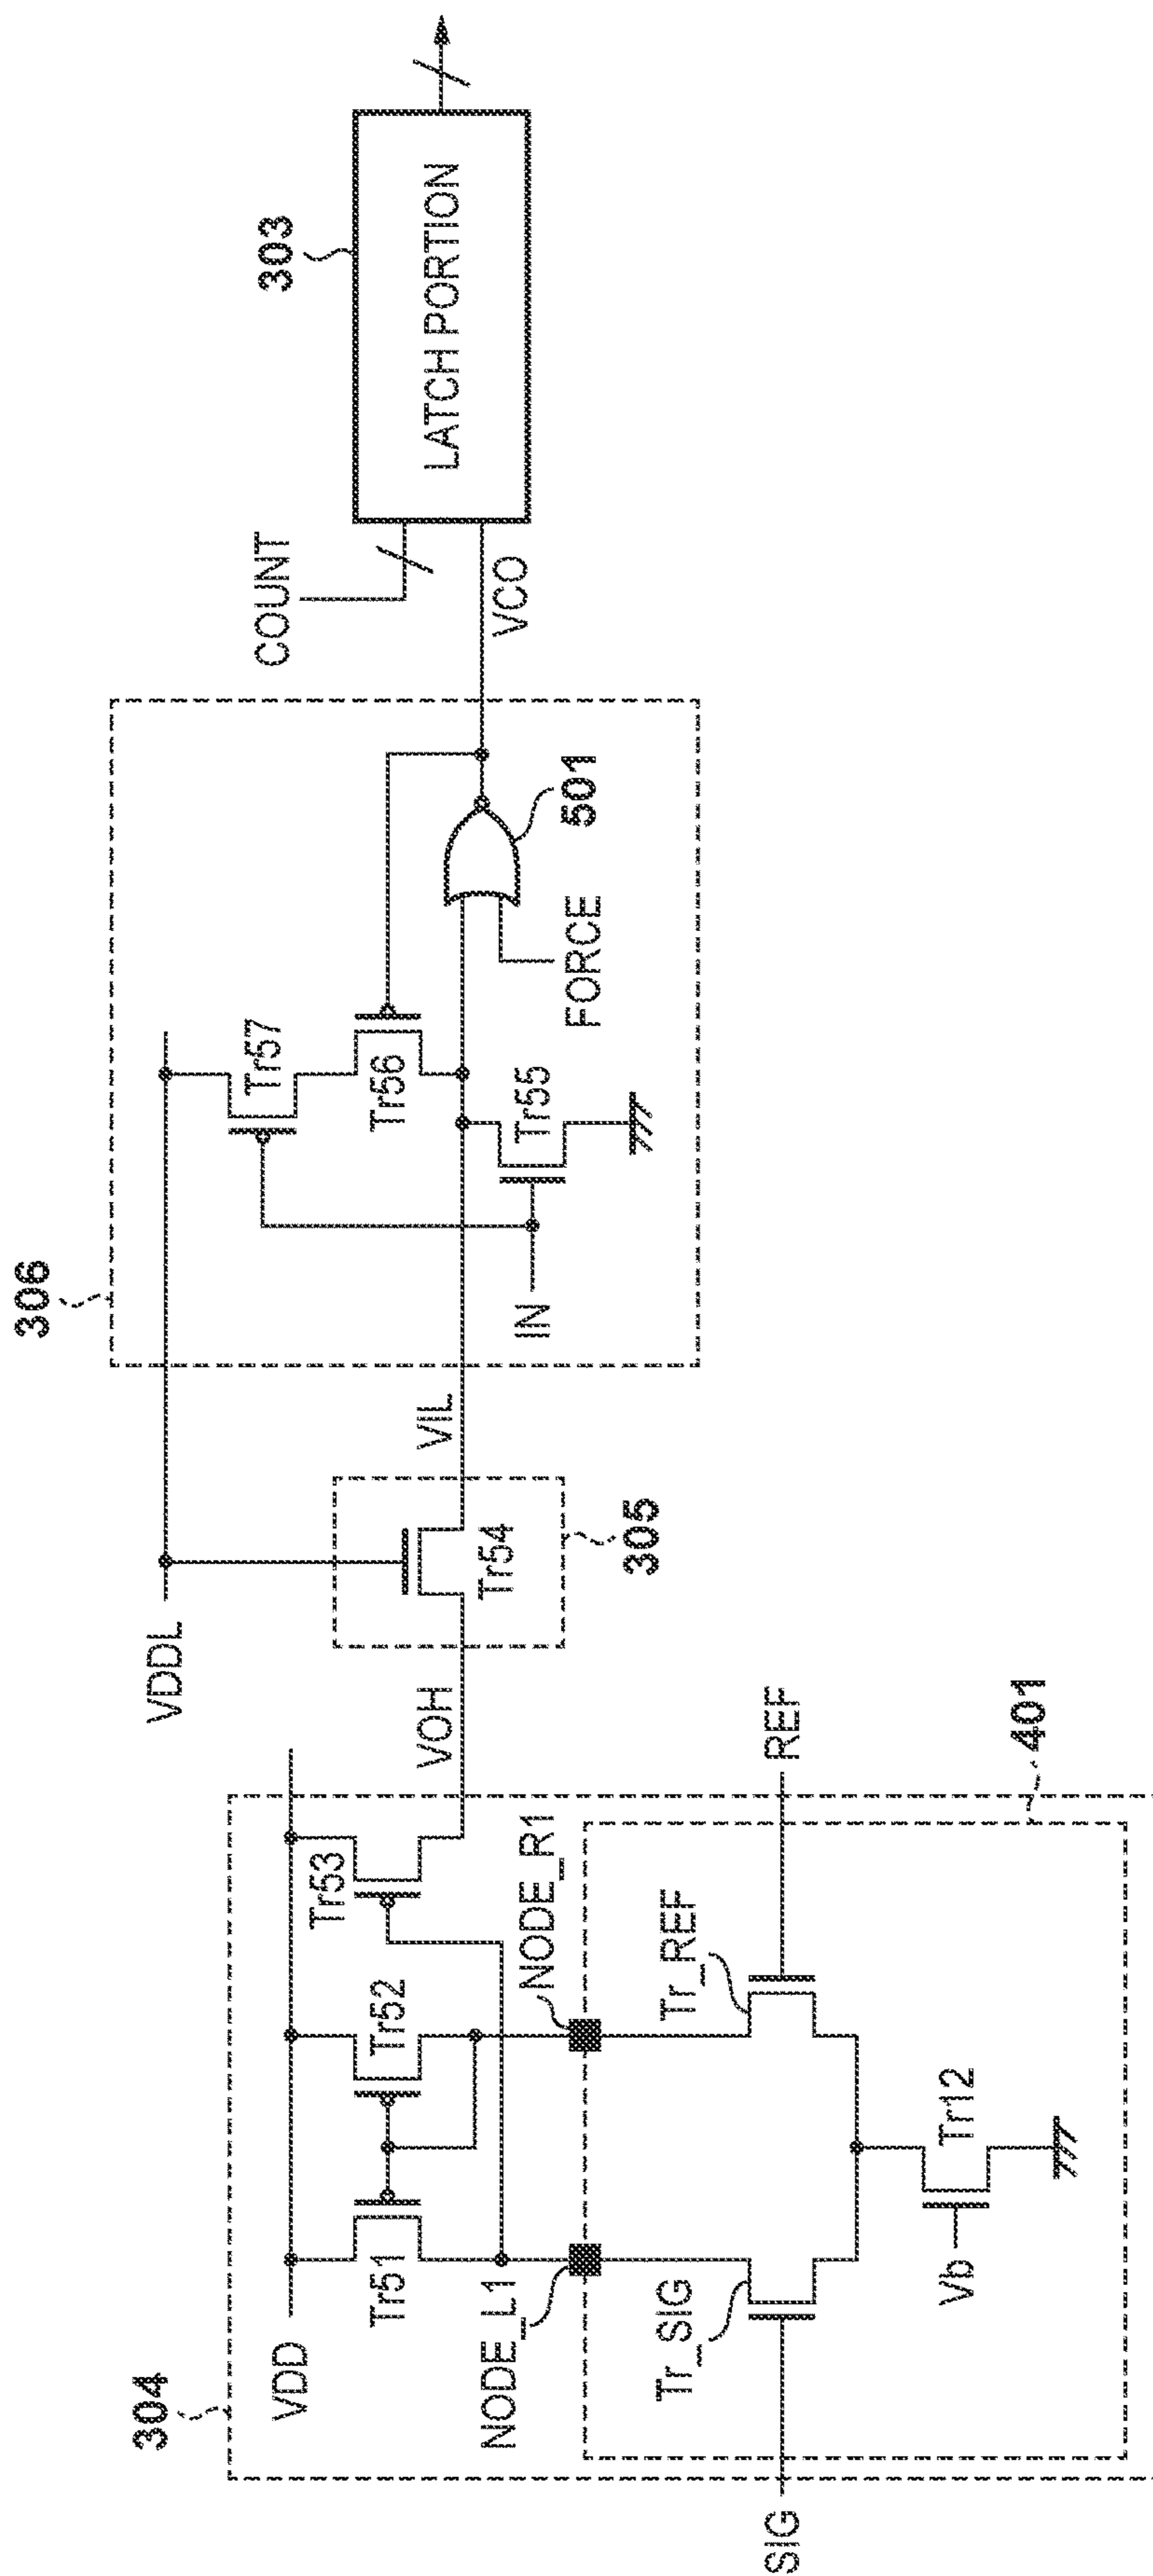 304
VDD
Tr51
Tr52
Tr53
NODE_L1
NODE_R1
Tr_SIG
Tr_REF
SIG
REF
Vb
Tr12
401
VOH
VDDL
Tr54
305
VIL
306
IN
Tr57
Tr56
Tr55
FORCE
501
VCO
COUNT
303
LATCH PORTION